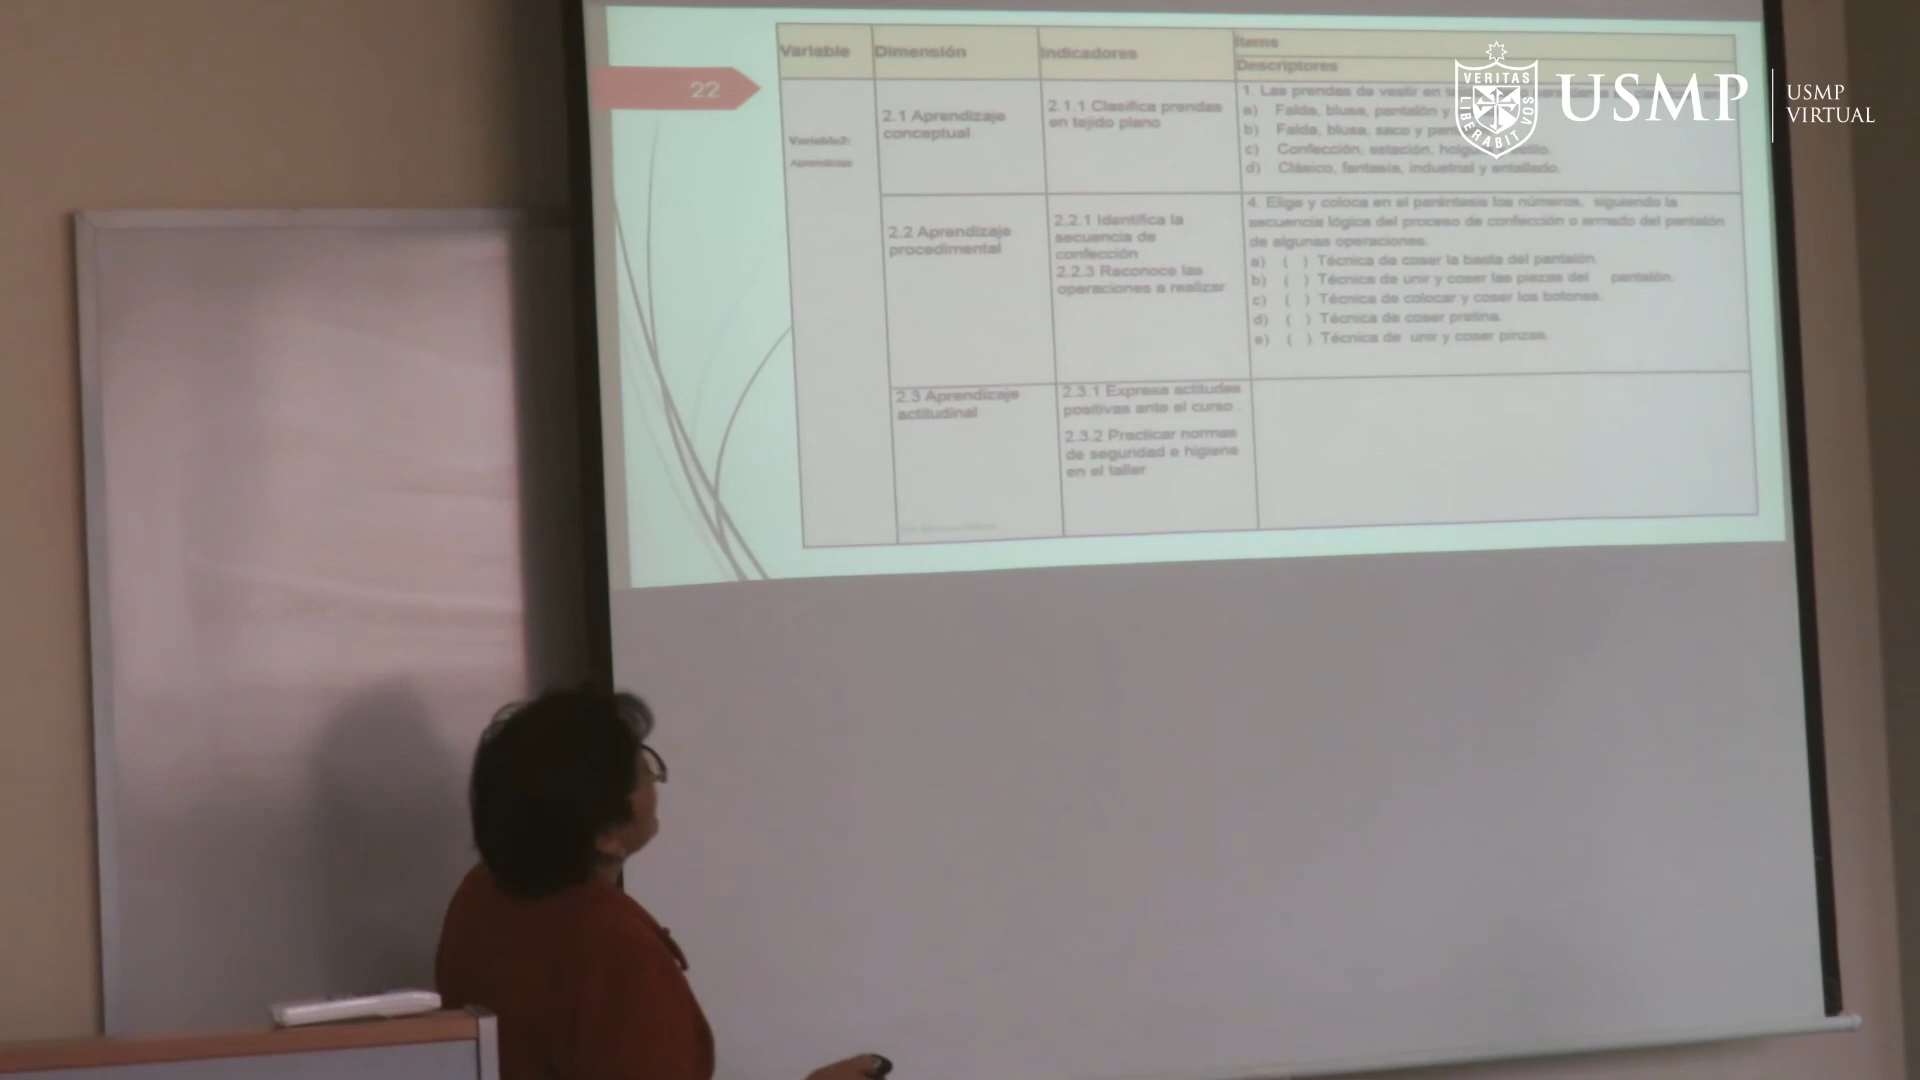 22
Variable
Dimensión
Indicadores
Items
Descriptores
Variable2:
Aprendizaje
2.1 Aprendizaje
conceptual
2.1.1 Clasifica prendas
en tejido plano
1. Las prendas de vestir en
a) Falda, blusa, pantalón y
b) Falda, blusa, saco y
c) Confección, estación,
d) Clásico, fantasía, industrial y entallado.
2.2 Aprendizaje
procedimental
2.2.1 Identifica la
secuencia de
confección
2.2.3 Reconoce las
operaciones a realizar
4. Elige y coloca en el paréntesis los números, siguiendo la
secuencia lógica del proceso de confección o armado del pantalón
de algunas operaciones.
a) ( ) Técnica de coser la basta del pantalón.
b) ( ) Técnica de unir y coser las piezas del pantalón.
c) ( ) Técnica de colocar y coser los botones.
d) ( ) Técnica de coser pretina.
e) ( ) Técnica de unir y coser pinzas.
2.3 Aprendizaje
actitudinal
2.3.1 Expresa actitudes
positivas ante el curso.
2.3.2 Practicar normas
de seguridad e higiene
en el taller
VERITAS
LIBERABIT VOS
USMP
USMP
VIRTUAL